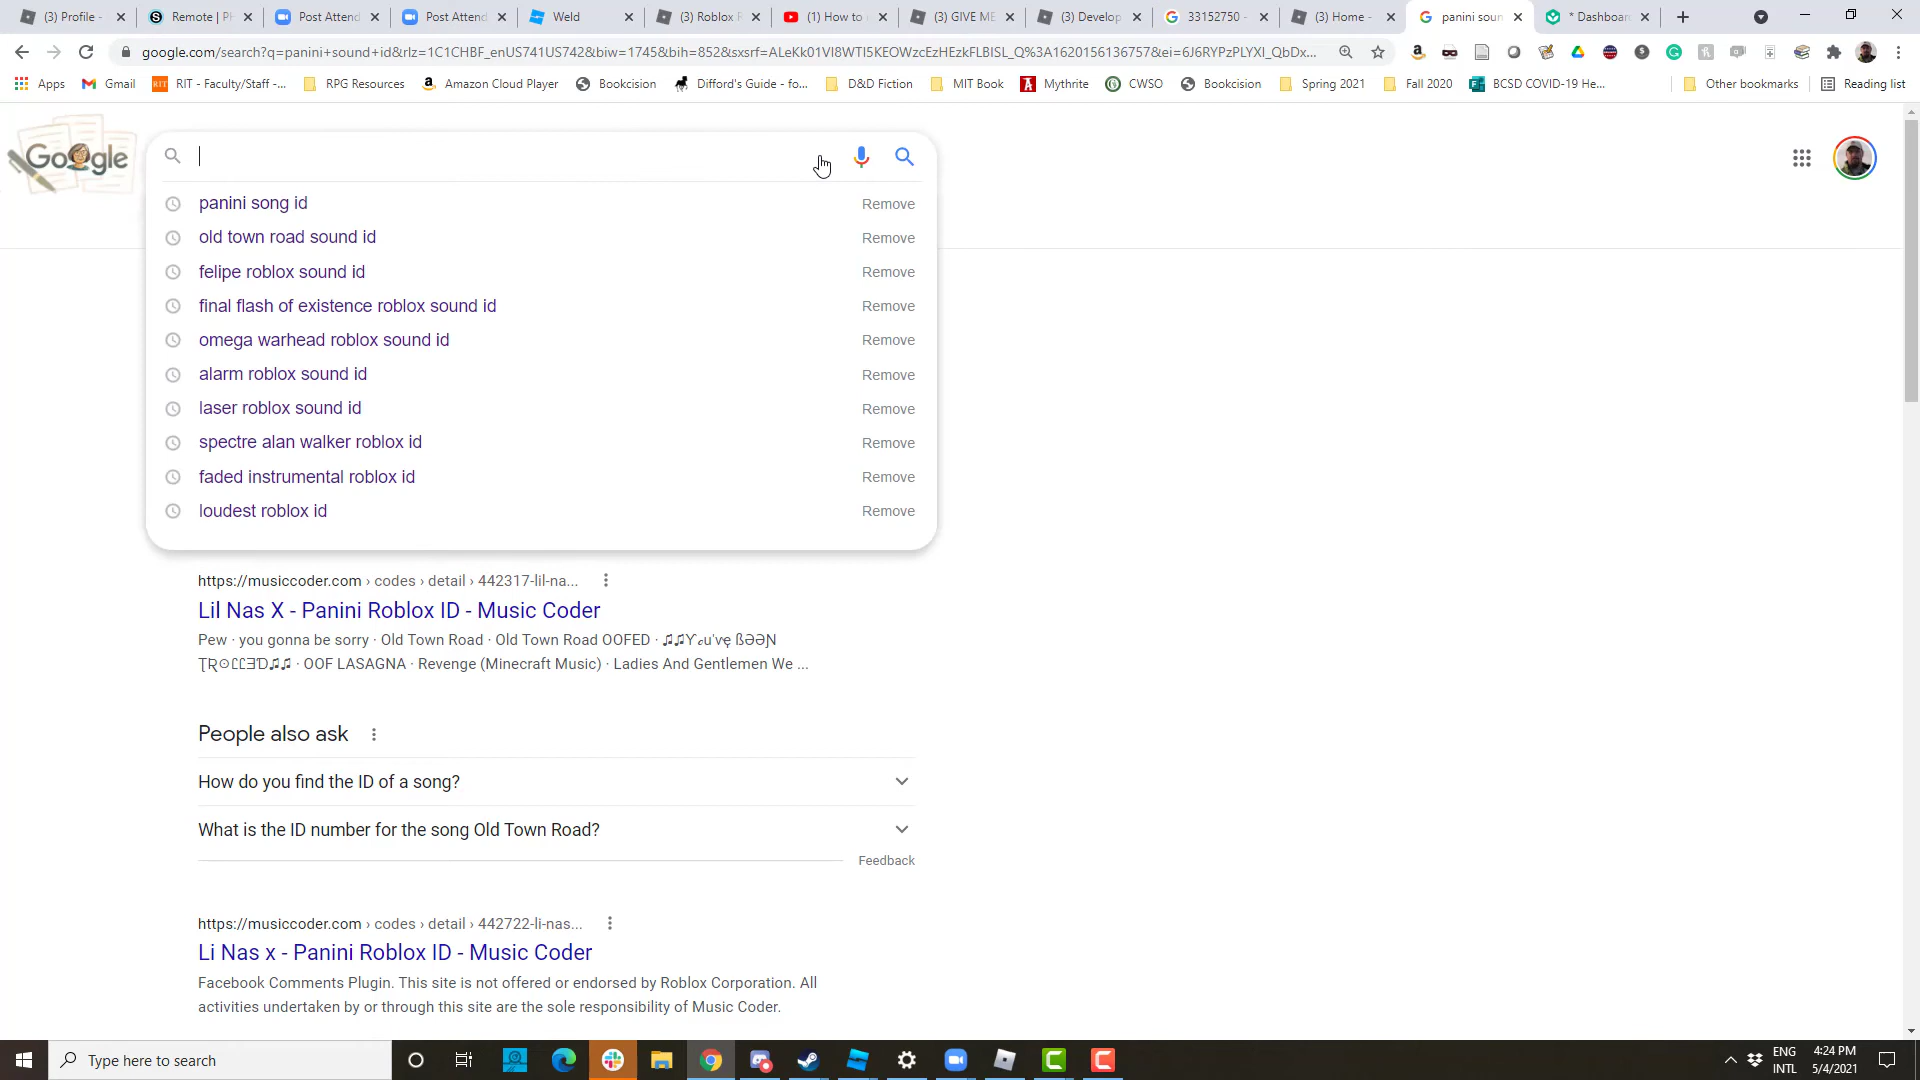 (3) Profile -
Remote | P
Post Attend
Post Attend
Weld
(3) Roblox
(1) How to
(3) GIVE ME
(3) Develop
33152750 -
(3) Home -
panini soun
* Dashboar
google.com/search?q=panini+sound+id&rlz=1C1CHBF_enUS741US742&biw=1745&bih=852&sxsrf=ALeKk01VI8WTI5KEOWzcEzHEzkFLBISL_Q%3A1620156136757&ei=6J6RYPzPLYXI_QbDx...
Apps
Gmail
RIT - Faculty/Staff -...
RPG Resources
Amazon Cloud Player
Bookcision
Difford's Guide - fo...
D&D Fiction
MIT Book
Mythrite
CWSO
Bookcision
Spring 2021
Fall 2020
BCSD COVID-19 He...
Other bookmarks
Reading list
Google
panini song id
Remove
old town road sound id
Remove
felipe roblox sound id
Remove
final flash of existence roblox sound id
Remove
omega warhead roblox sound id
Remove
alarm roblox sound id
Remove
laser roblox sound id
Remove
spectre alan walker roblox id
Remove
faded instrumental roblox id
Remove
loudest roblox id
Remove
https://musiccoder.com › codes › detail › 442317-lil-na...
Lil Nas X - Panini Roblox ID - Music Coder
Pew · you gonna be sorry · Old Town Road · Old Town Road OOFED ·
· OOF LASAGNA · Revenge (Minecraft Music) · Ladies And Gentlemen We ...
People also ask
How do you find the ID of a song?
What is the ID number for the song Old Town Road?
Feedback
https://musiccoder.com › codes › detail › 442722-li-nas...
Li Nas x - Panini Roblox ID - Music Coder
Facebook Comments Plugin. This site is not offered or endorsed by Roblox Corporation. All
activities undertaken by or through this site are the sole responsibility of Music Coder.
Type here to search
ENG
INTL
4:24 PM
5/4/2021